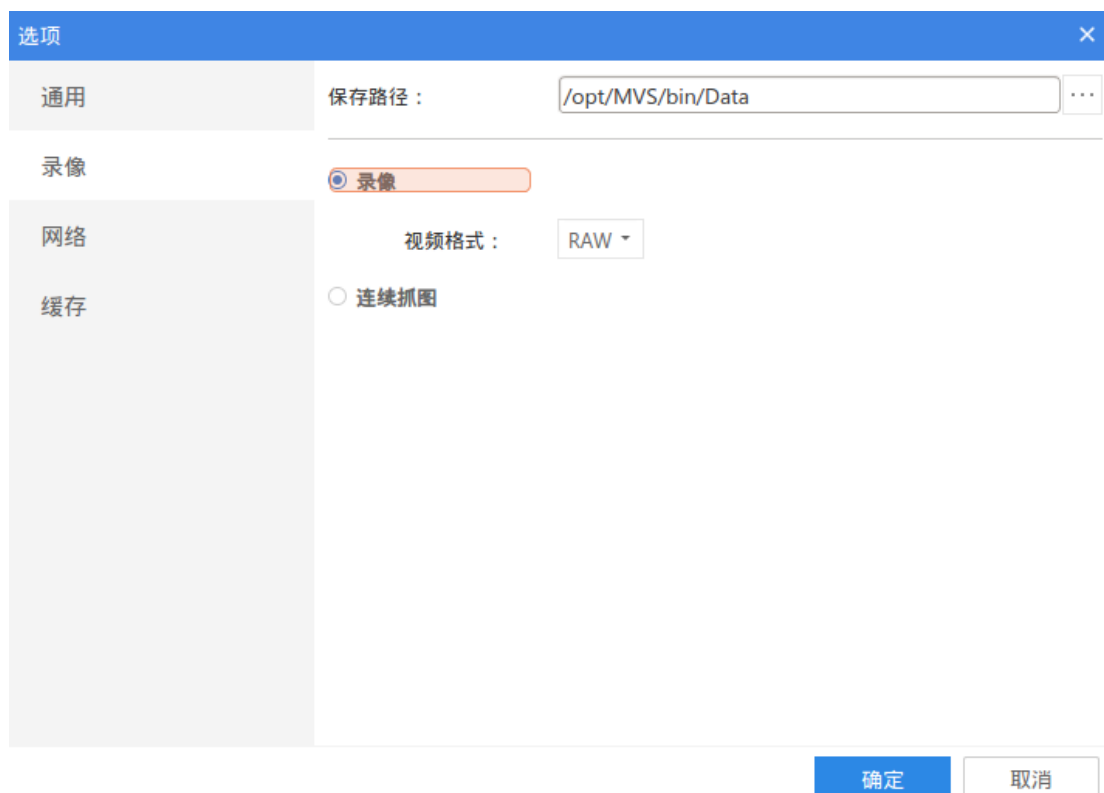 选项
通用
录像
网络
缓存
保存路径：
/opt/MVS/bin/Data
...
录像
视频格式：
RAW
连续抓图
确定
取消